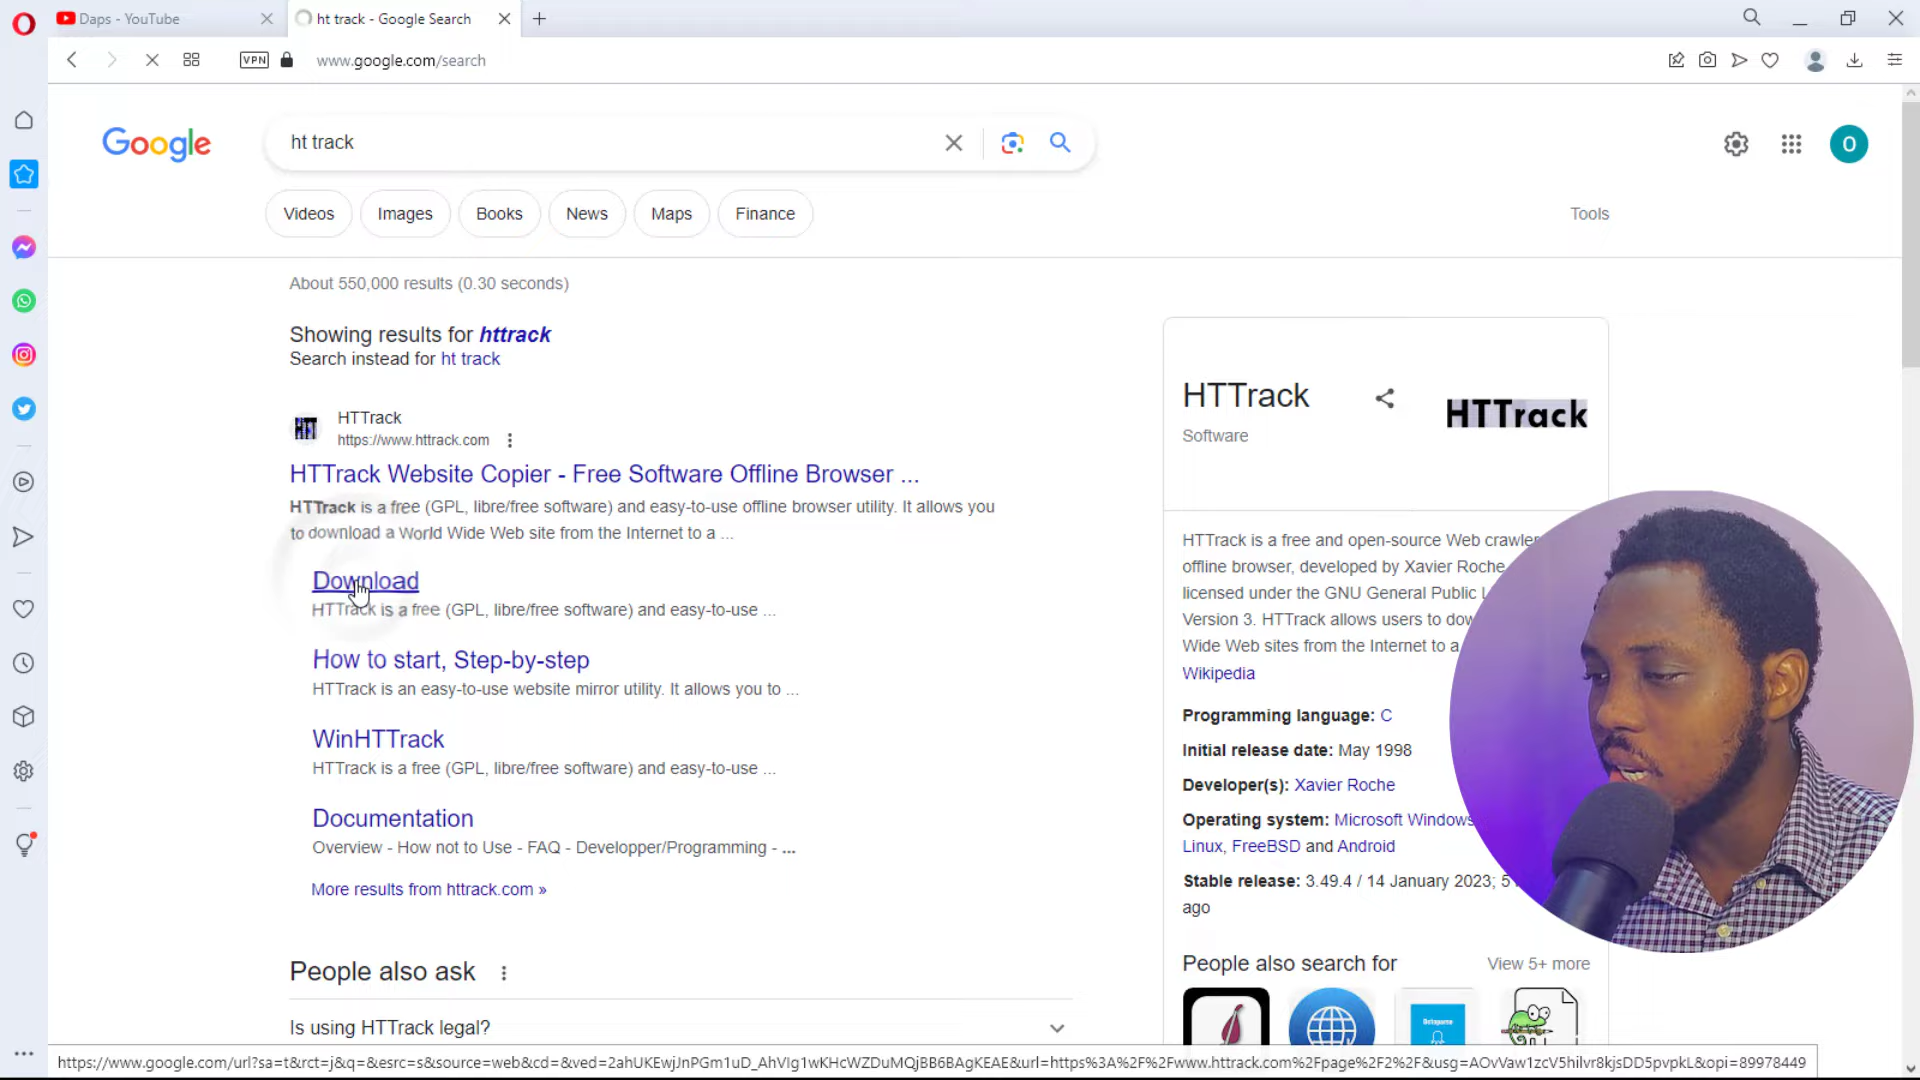 Daps - YouTube
ht track - Google Search
VPN
www.google.com/search
Google
ht track
O
Videos
Images
Books
News
Maps
Finance
Tools
About 550,000 results (0.30 seconds)
Showing results for httrack
Search instead for ht track
HTTrack
https://www.httrack.com
HTTrack Website Copier - Free Software Offline Browser ...
HTTrack is a free (GPL, libre/free software) and easy-to-use offline browser utility. It allows you
to download a World Wide Web site from the Internet to a ...
Download
HTTrack is a free (GPL, libre/free software) and easy-to-use ...
How to start, Step-by-step
HTTrack is an easy-to-use website mirror utility. It allows you to ...
WinHTTrack
HTTrack is a free (GPL, libre/free software) and easy-to-use ...
Documentation
Overview - How not to Use - FAQ - Developper/Programming - ...
More results from httrack.com »
People also ask
Is using HTTrack legal?
HTTrack
Software
HTTrack
HTTrack is a free and open-source Web crawler
offline browser, developed by Xavier Roche
licensed under the GNU General Public
Version 3. HTTrack allows users to
Wide Web sites from the Internet to a
Wikipedia
Programming language: C
Initial release date: May 1998
Developer(s): Xavier Roche
Operating system: Microsoft Windows
Linux, FreeBSD and Android
Stable release: 3.49.4 / 14 January 2023; 5
ago
People also search for
View 5+ more
https://www.google.com/url?sa=t&rct=j&q=&esrc=s&source=web&cd=&ved=2ahUKEwjJnPGm1uD_AhVIg1wKHcWZDuMQjBB6BAgKEAE&url=https%3A%2F%2Fwww.httrack.com%2Fpage%2F2%2F&usg=AOvVaw1zcV5hilvr8kjsDD5pvpkL&opi=89978449